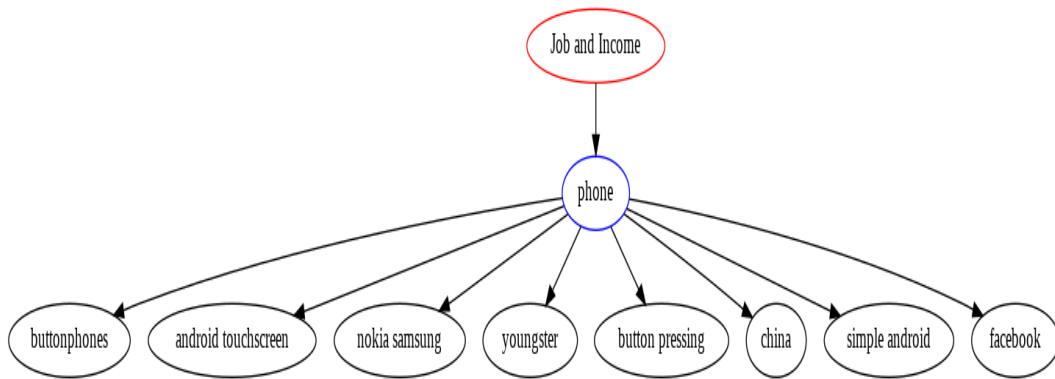 Job and Income
phone
buttonphones
android touchscreen
nokia samsung
youngster
button pressing
china
simple android
facebook